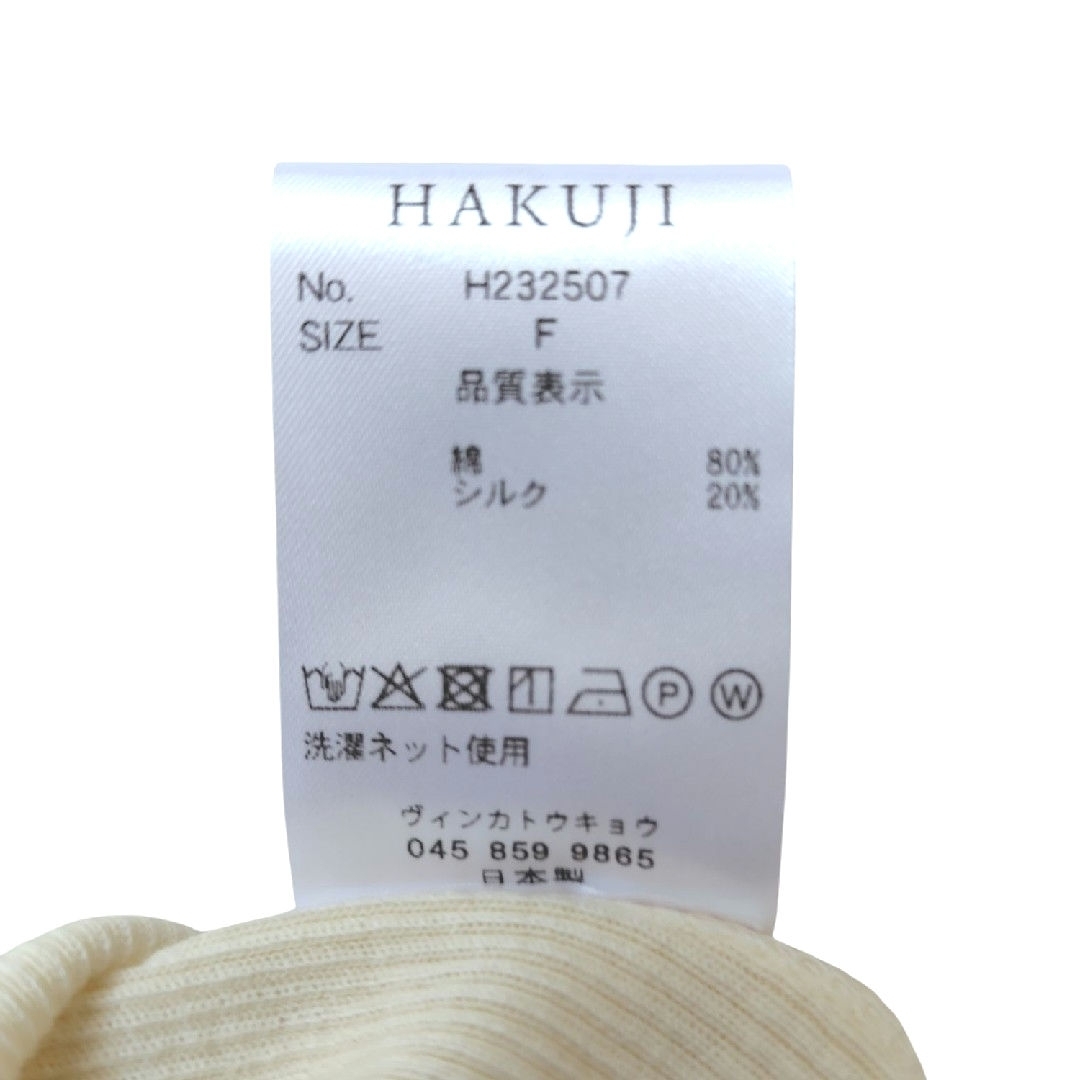 HAKUJI
No. H232507
SIZE F
品質表示
綿 80%
シルク 20%
P W
洗濯ネット使用
ヴィンカトウキョウ
045 859 9865
日本製